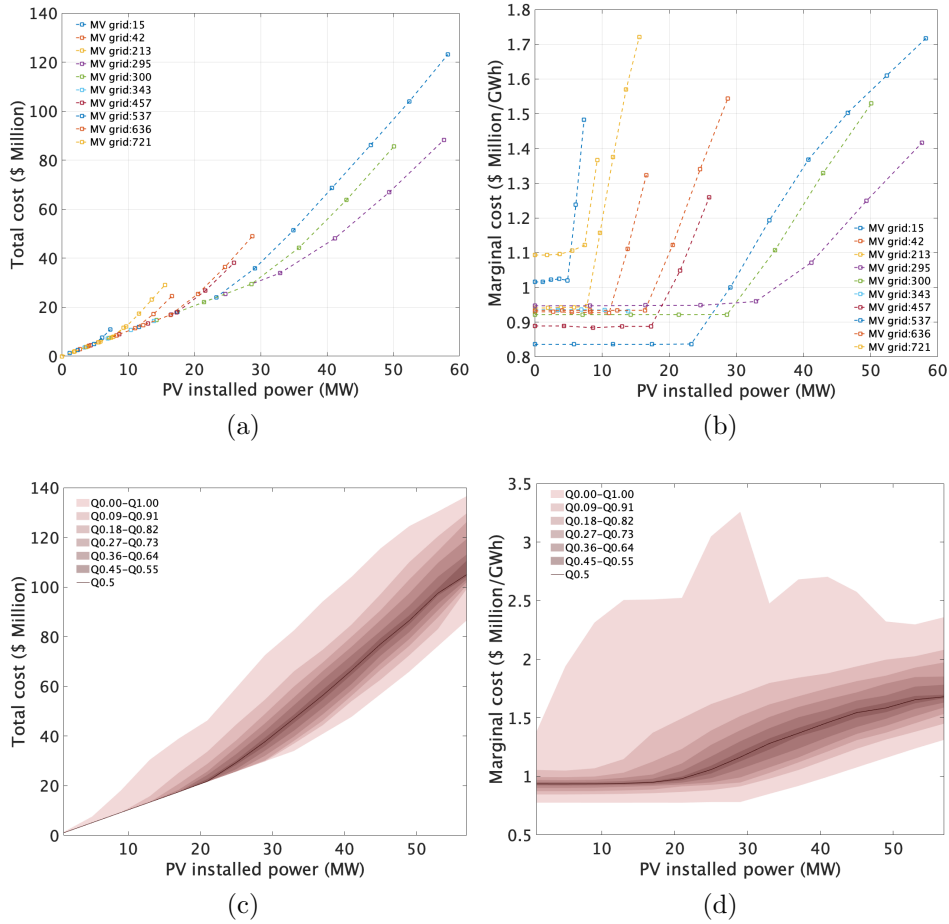 140
120
100
80
60
40
20
0
Total cost ($ Million)
MV grid:15
MV grid:42
MV grid:213
MV grid:295
MV grid:300
MV grid:343
MV grid:457
MV grid:537
MV grid:636
MV grid:721
0 10 20 30 40 50 60
PV installed power (MW)
(a)
1.8
1.7
1.6
1.5
1.4
1.3
1.2
1.1
1
0.9
0.8
Marginal cost ($ Million/GWh)
MV grid:15
MV grid:42
MV grid:213
MV grid:295
MV grid:300
MV grid:343
MV grid:457
MV grid:537
MV grid:636
MV grid:721
0 10 20 30 40 50 60
PV installed power (MW)
(b)
140
120
100
80
60
40
20
0
Total cost ($ Million)
Q0.00-Q1.00
Q0.09-Q0.91
Q0.18-Q0.82
Q0.27-Q0.73
Q0.36-Q0.64
Q0.45-Q0.55
Q0.5
10 20 30 40 50
PV installed power (MW)
(c)
3.5
3
2.5
2
1.5
1
0.5
Marginal cost ($ Million/GWh)
Q0.00-Q1.00
Q0.09-Q0.91
Q0.18-Q0.82
Q0.27-Q0.73
Q0.36-Q0.64
Q0.45-Q0.55
Q0.5
10 20 30 40 50
PV installed power (MW)
(d)